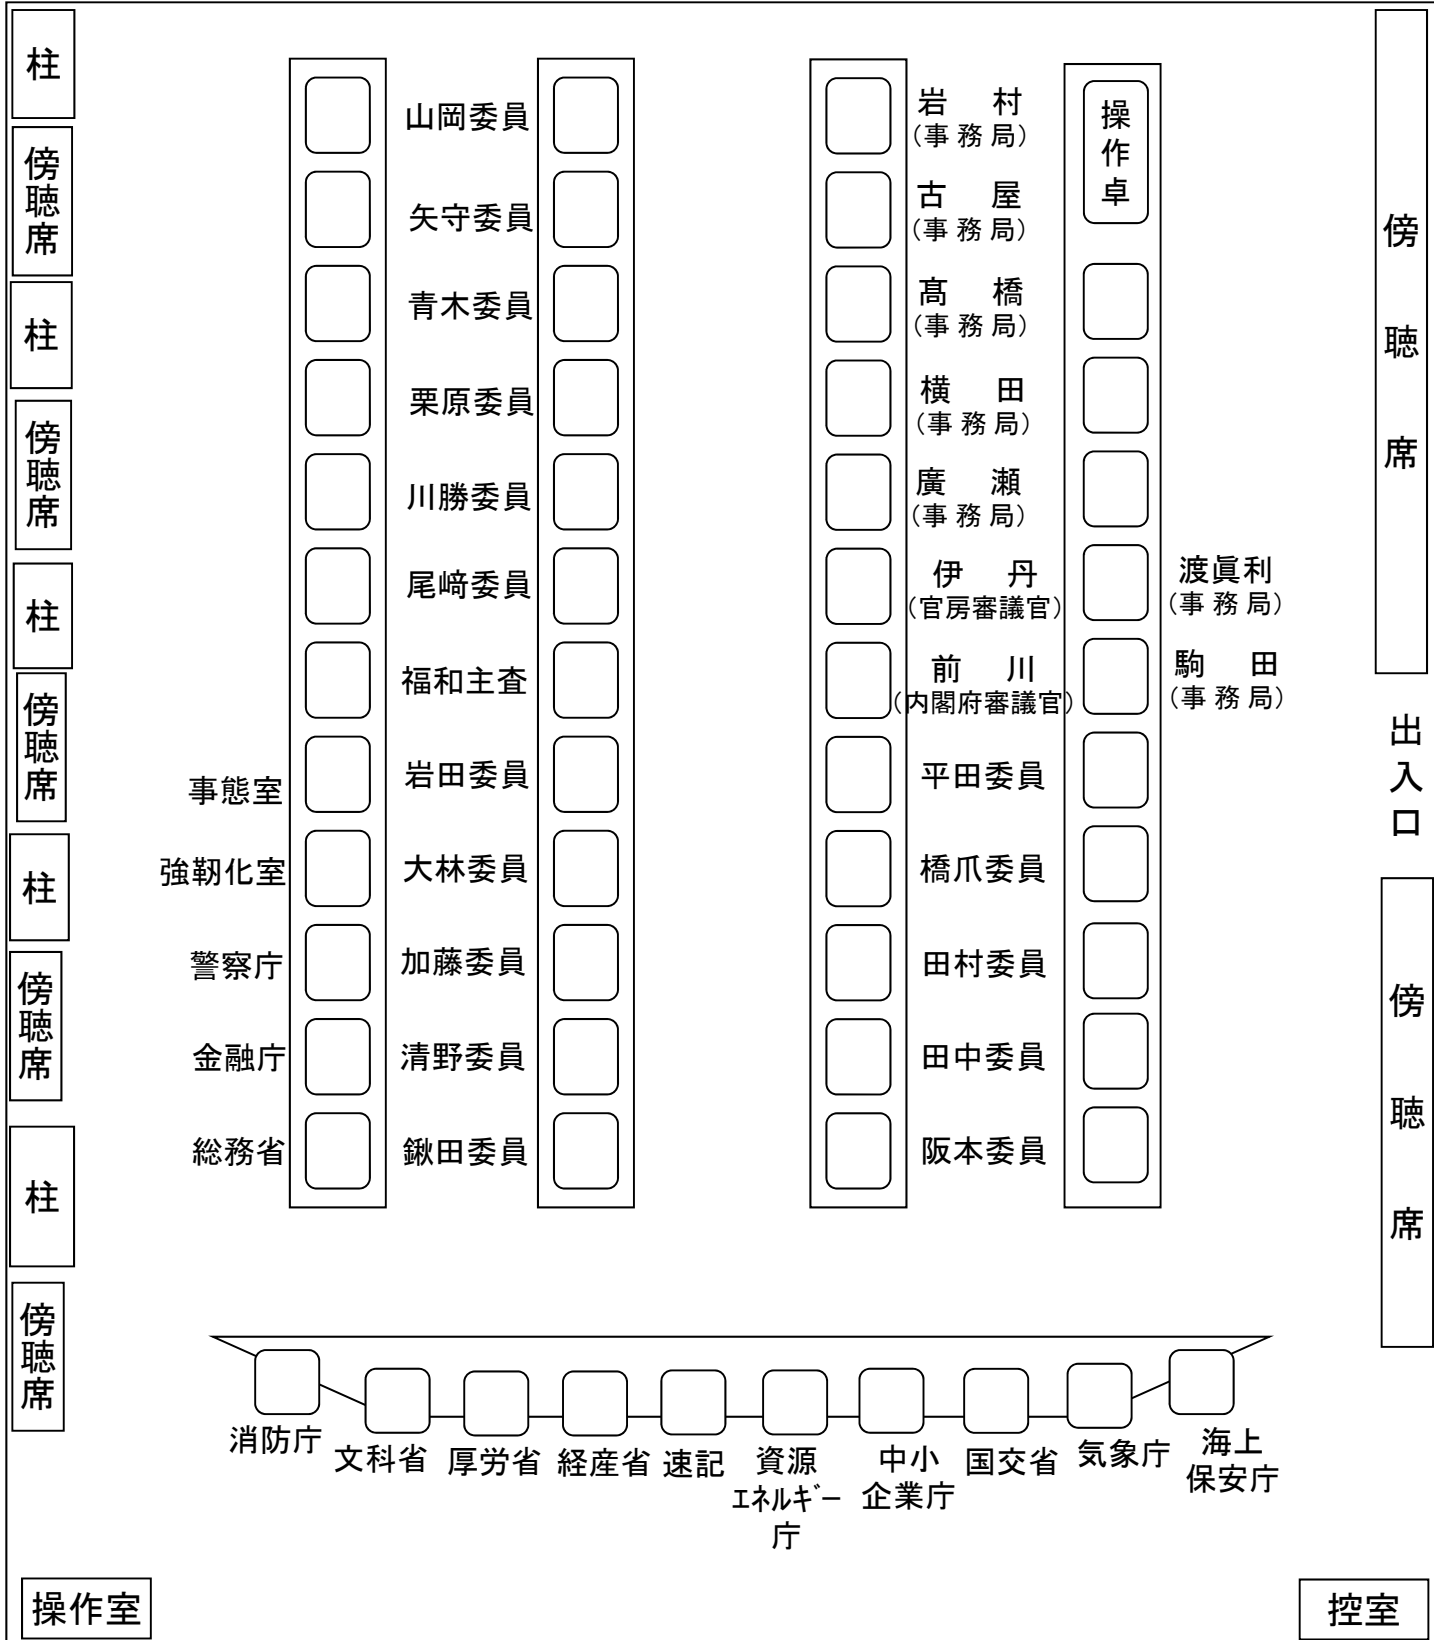 柱
傍聴席
柱
傍聴席
柱
傍聴席
柱
傍聴席
柱
傍聴席
事態室
強靭化室
警察庁
金融庁
総務省
山岡委員
矢守委員
青木委員
栗原委員
川勝委員
尾﨑委員
福和主査
岩田委員
大林委員
加藤委員
清野委員
鍬田委員
岩　村
（事務局）
古　屋
（事務局）
髙　橋
（事務局）
横　田
（事務局）
廣　瀬
（事務局）
伊　丹
（官房審議官）
前　川
（内閣府審議官）
平田委員
橋爪委員
田村委員
田中委員
阪本委員
操作卓
渡眞利
（事務局）
駒　田
（事務局）
傍聴席
出入口
傍聴席
消防庁
文科省
厚労省
経産省
速記
資源
エネルギー
庁
中小
企業庁
国交省
気象庁
海上
保安庁
操作室
控室